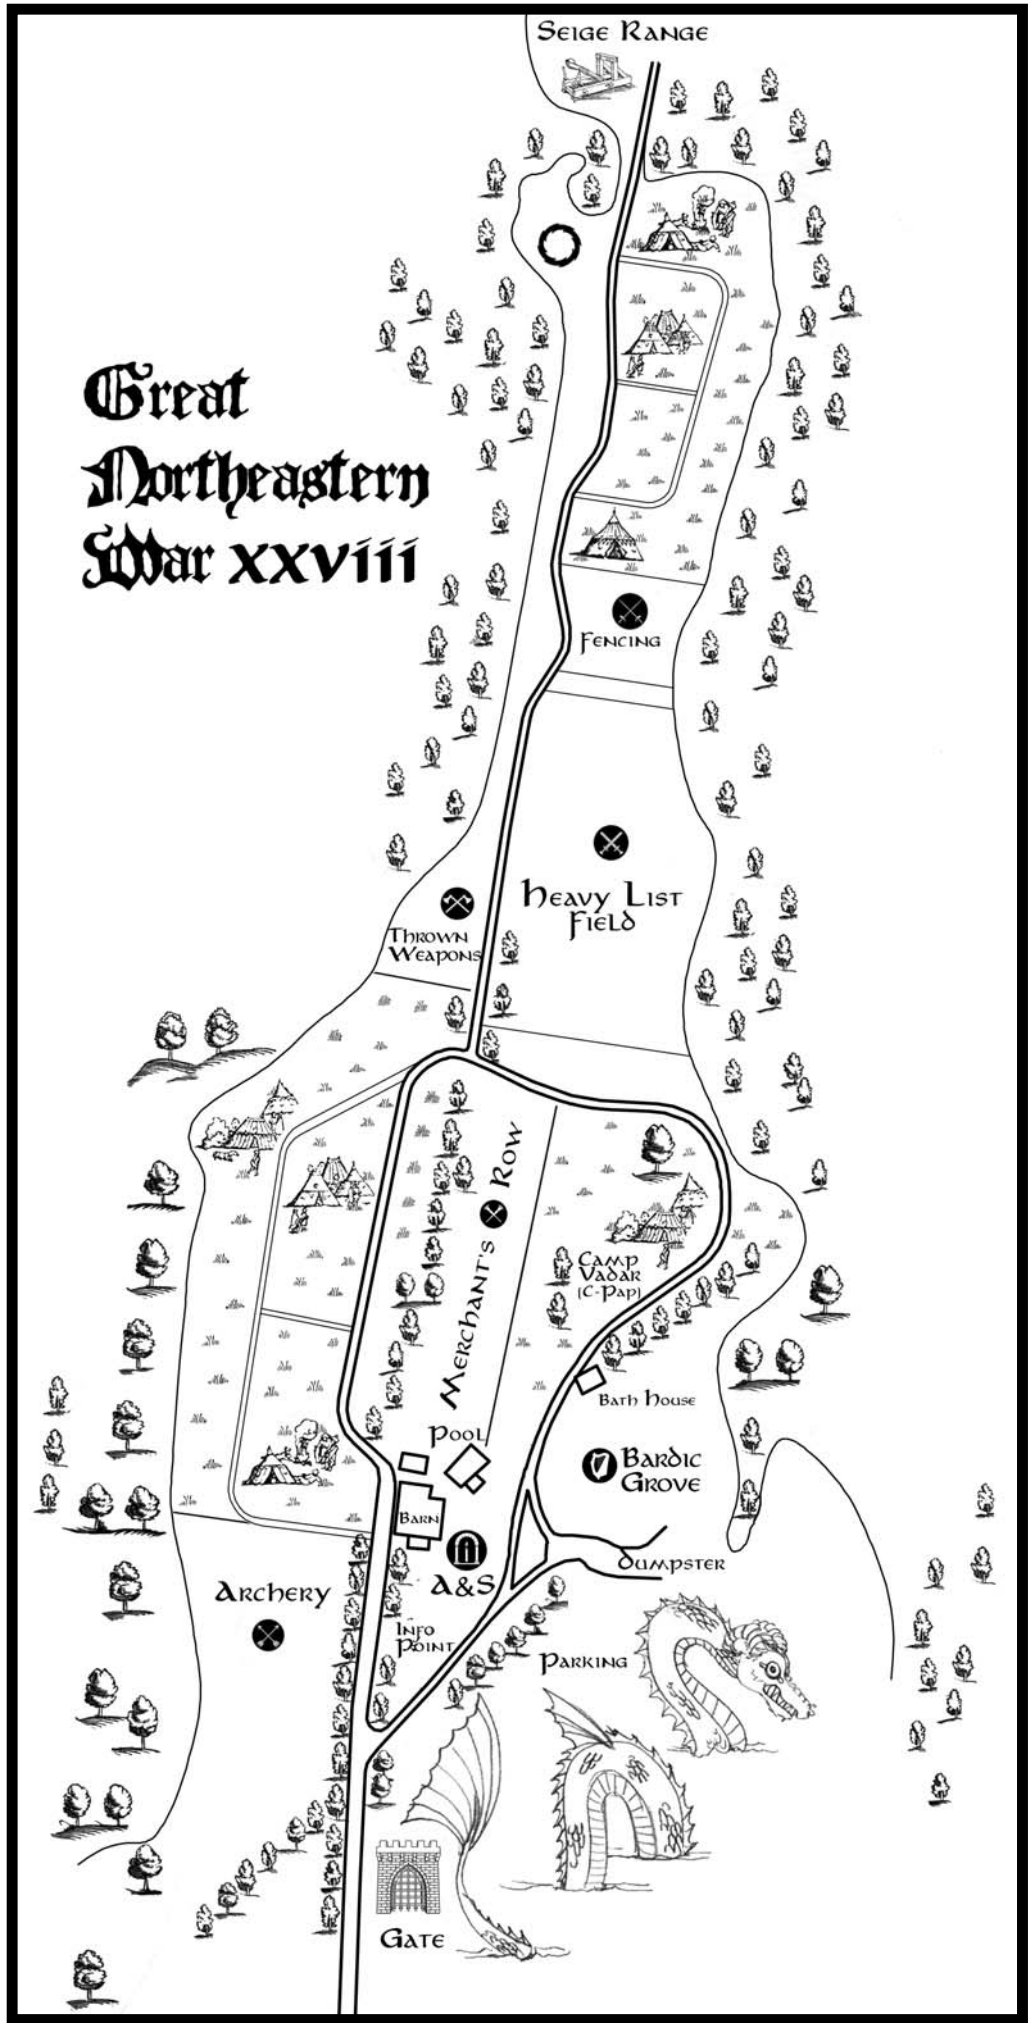 Seige Range
Great
Northeastern
War xxviii
Fencing
Heavy List
Field
Thrown
Weapons
Merchant's Row
Camp
Vadar
(C-Pap)
Bath House
Pool
Bardic
Grove
Barn
Dumpster
A&S
Archery
Info
Point
Parking
Gate